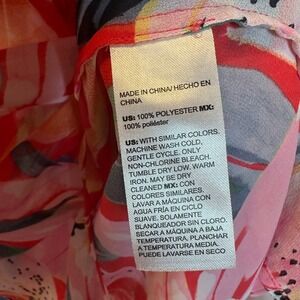 MADE IN CHINA/ HECHO EN
CHINA
US: 100% POLYESTER MX:
100% poliéster
US: WITH SIMILAR COLORS.
MACHINE WASH COLD,
GENTLE CYCLE. ONLY
NON-CHLORINE BLEACH.
TUMBLE DRY LOW. WARM
IRON. MAY BE DRY
CLEANED MX: CON
COLORES SIMILARES.
LAVAR A MÁQUINA CON
AGUA FRÍA EN CICLO
SUAVE. SOLAMENTE
BLANQUEADOR SIN CLORO.
SECAR A MÁQUINA A BAJA
TEMPERATURA. PLANCHAR
A TEMPERATURA MEDIA.
PUEDE LAVARSE EN SECO